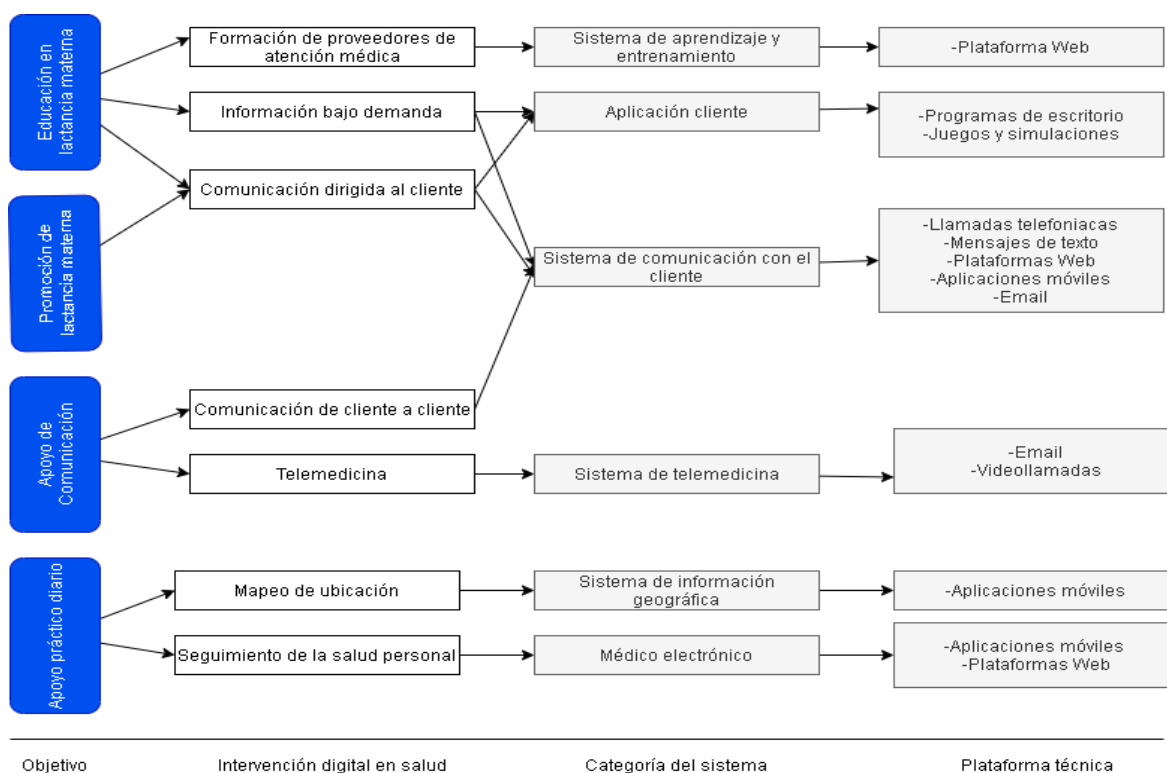 Educación en
lactancia materna
Formación de proveedores de
atención médica
Sistema de aprendizaje y
entrenamiento
-Plataforma Web
Información bajo demanda
Aplicación cliente
-Programas de escritorio
-Juegos y simulaciones
Promoción de
lactancia materna
Comunicación dirigida al cliente
Sistema de comunicación con el
cliente
-Llamadas telefoniacas
-Mensajes de texto
-Plataformas Web
-Aplicaciones móviles
-Email
Apoyo de
Comunicación
Comunicación de cliente a cliente
Telemedicina
Sistema de telemedicina
-Email
-Videollamadas
Apoyo práctico diario
Mapeo de ubicación
Sistema de información
geográfica
-Aplicaciones móviles
Seguimiento de la salud personal
Médico electrónico
-Aplicaciones móviles
-Plataformas Web
Objetivo
Intervención digital en salud
Categoría del sistema
Plataforma técnica